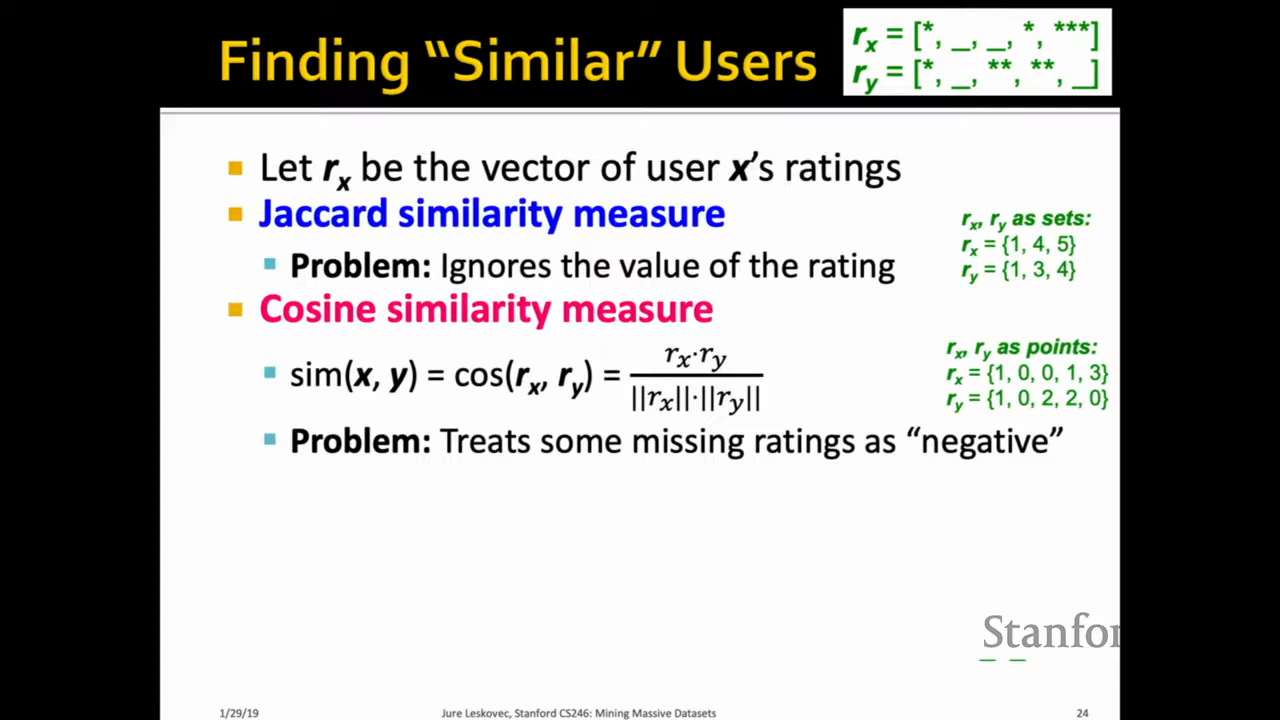 Finding “Similar” Users
rx = [*, _, _, *, ***]
ry = [*, _, **, **, _]
Let rx be the vector of user x’s ratings
Jaccard similarity measure
Problem: Ignores the value of the rating
rx, ry as sets:
rx = {1, 4, 5}
ry = {1, 3, 4}
Cosine similarity measure
sim(x, y) = cos(rx, ry) = rx·ry / ||rx||·||ry||
rx, ry as points:
rx = {1, 0, 0, 1, 3}
ry = {1, 0, 2, 2, 0}
Problem: Treats some missing ratings as “negative”
Stanfor
1/29/19
Jure Leskovec, Stanford CS246: Mining Massive Datasets
24